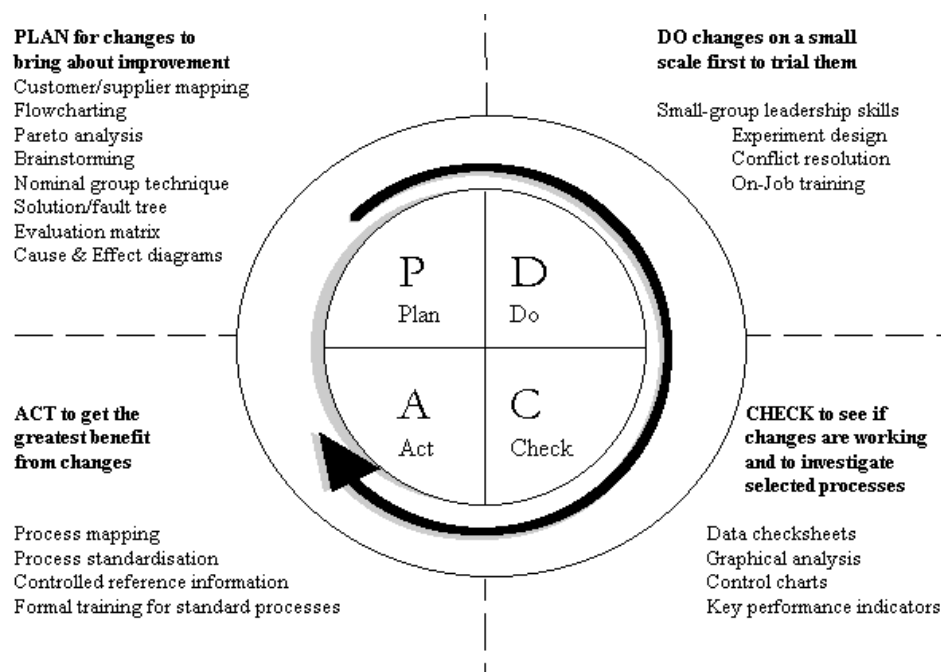 PLAN for changes to
bring about improvement
Customer/supplier mapping
Flowcharting
Pareto analysis
Brainstorming
Nominal group technique
Solution/fault tree
Evaluation matrix
Cause & Effect diagrams
DO changes on a small
scale first to trial them
Small-group leadership skills
Experiment design
Conflict resolution
On-Job training
P
Plan
D
Do
A
Act
C
Check
ACT to get the
greatest benefit
from changes
Process mapping
Process standardisation
Controlled reference information
Formal training for standard processes
CHECK to see if
changes are working
and to investigate
selected processes
Data checksheets
Graphical analysis
Control charts
Key performance indicators